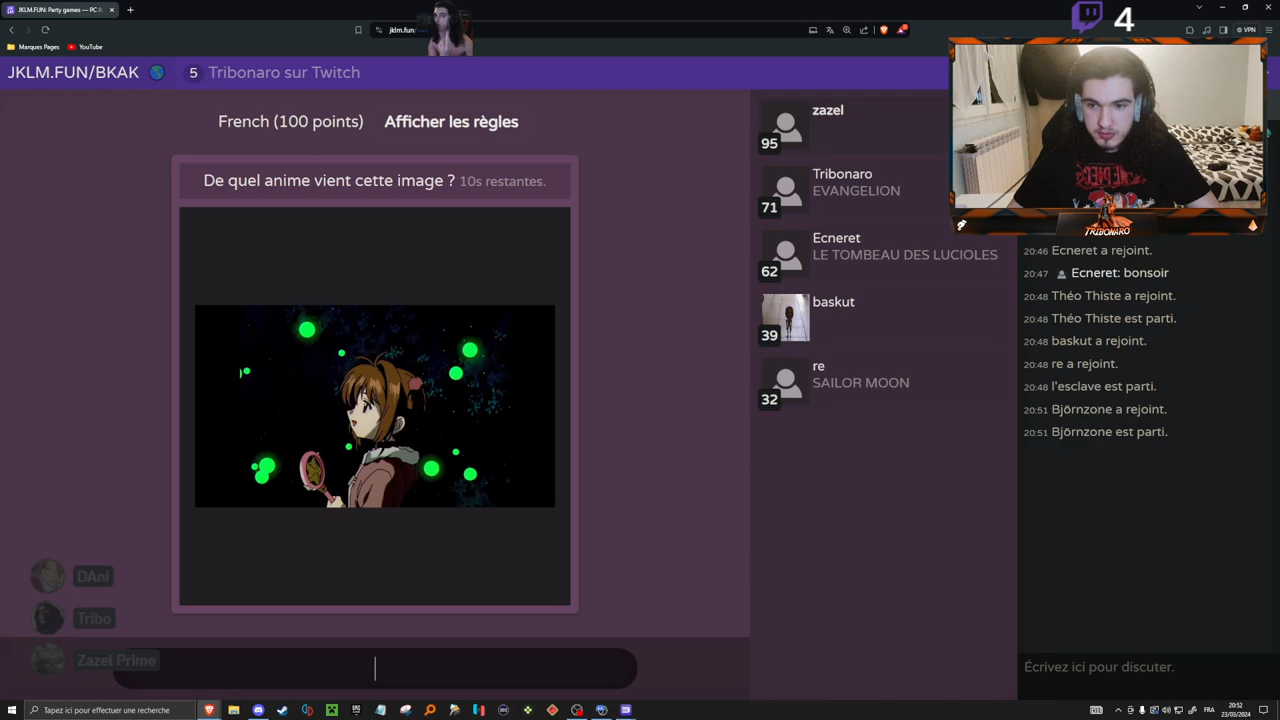 JKLM.FUN: Party games — PC B
4
jklm.fun/
VPN
Marques Pages
YouTube
JKLM.FUN/BKAK
5 Tribonaro sur Twitch
French (100 points)
Afficher les règles
De quel anime vient cette image ? 10s restantes.
zazel
95
Tribonaro
EVANGELION
71
Ecneret
LE TOMBEAU DES LUCIOLES
62
baskut
39
re
SAILOR MOON
32
TRIBONARO
20:46 Ecneret a rejoint.
20:47 Ecneret: bonsoir
20:48 Théo Thiste a rejoint.
20:48 Théo Thiste est parti.
20:48 baskut a rejoint.
20:48 re a rejoint.
20:48 l'esclave est parti.
20:51 Bjōrnzone a rejoint.
20:51 Bjōrnzone est parti.
DAni
Tribo
Zazel Prime
Écrivez ici pour discuter.
Tapez ici pour effectuer une recherche
FRA
20:52
23/03/2024